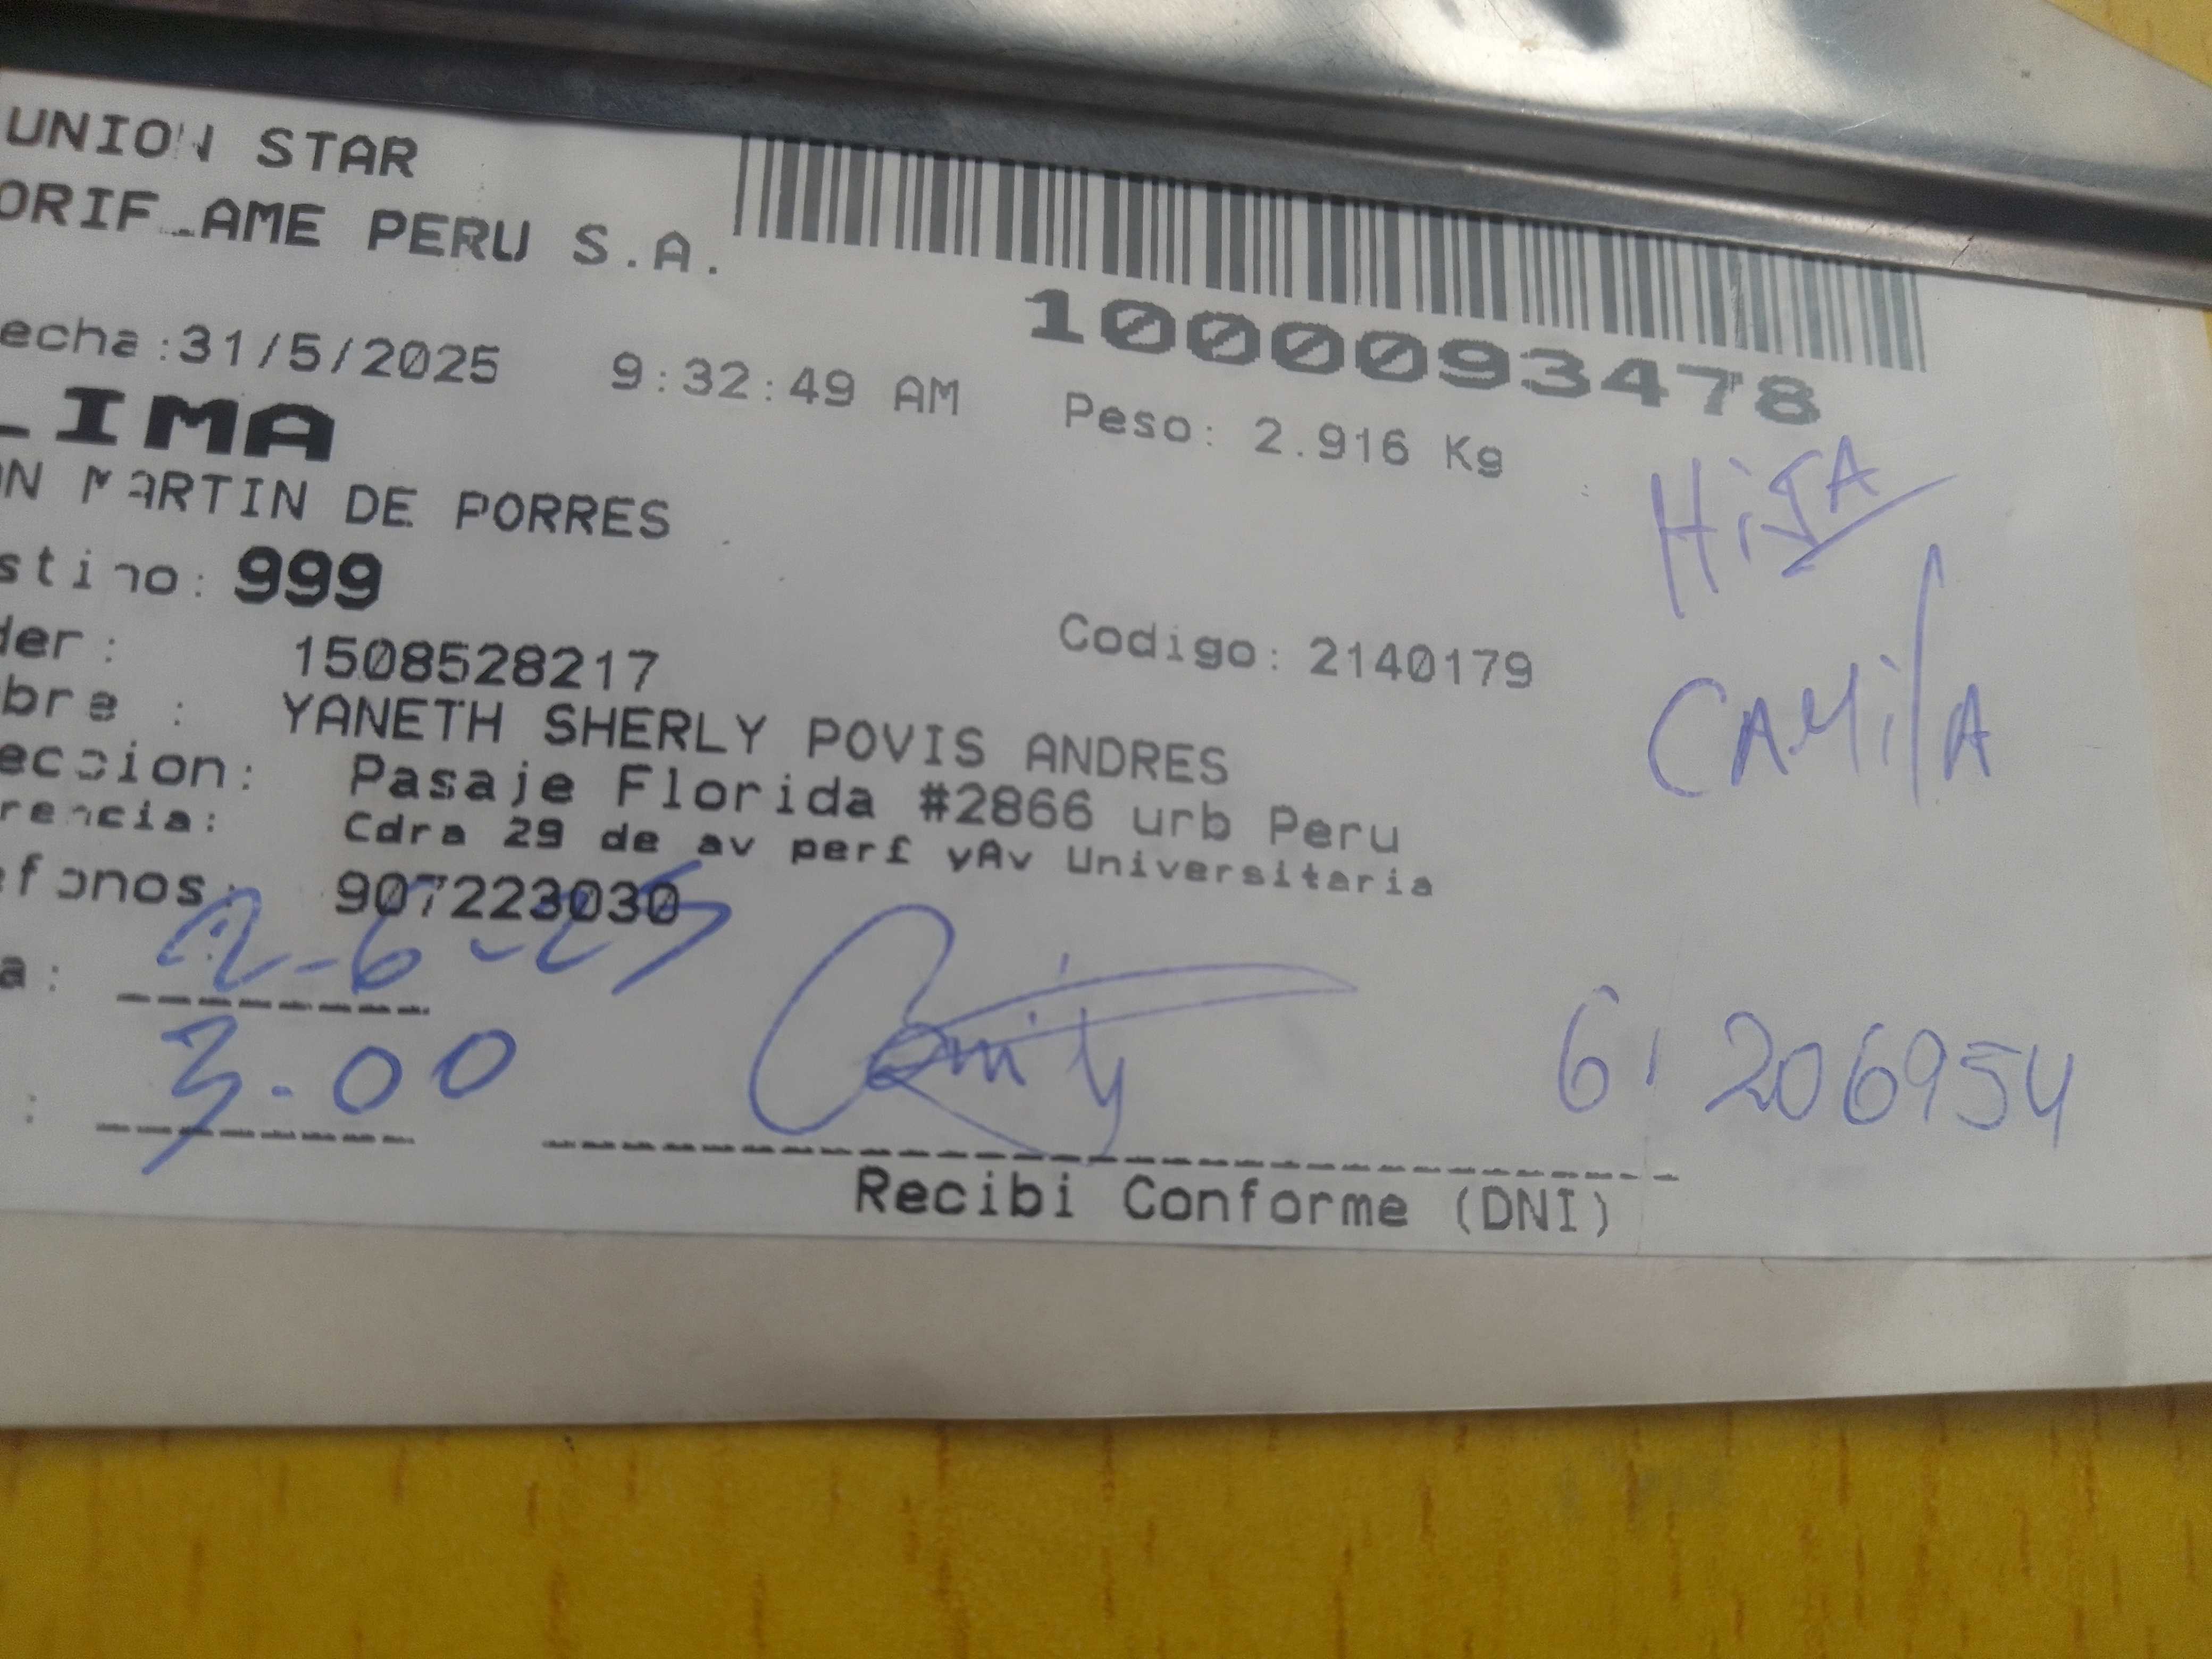 UNION STAR
ORIFLAME PERU S.A.
1000093478
echa:31/5/2025 9:32:49 AM Peso: 2.916 Kg
LIMA
N MARTIN DE PORRES
HijA
stino: 999
CAMilA
der: 1508528217 Codigo: 2140179
bre : YANETH SHERLY POVIS ANDRES
eccion: Pasaje Florida #2866 urb Peru
rencia: Cdra 29 de av perf yAv Universitaria
fonos: 907223030
a: 2-6-25
: 3.00
61206954
Recibi Conforme (DNI)